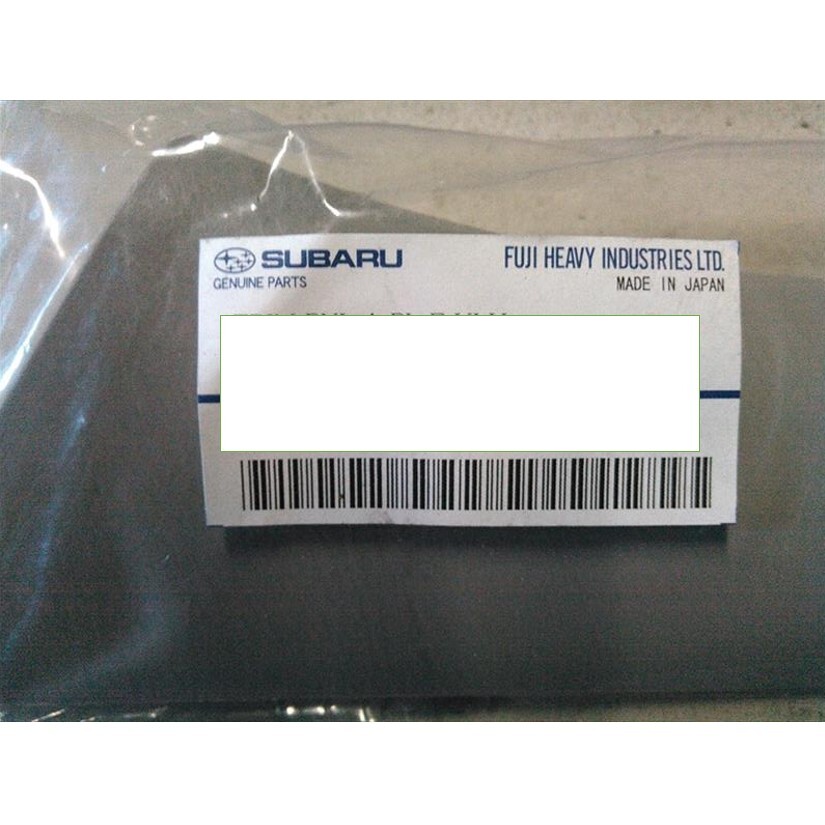 SUBARU
GENUINE PARTS
FUJI HEAVY INDUSTRIES LTD.
MADE IN JAPAN